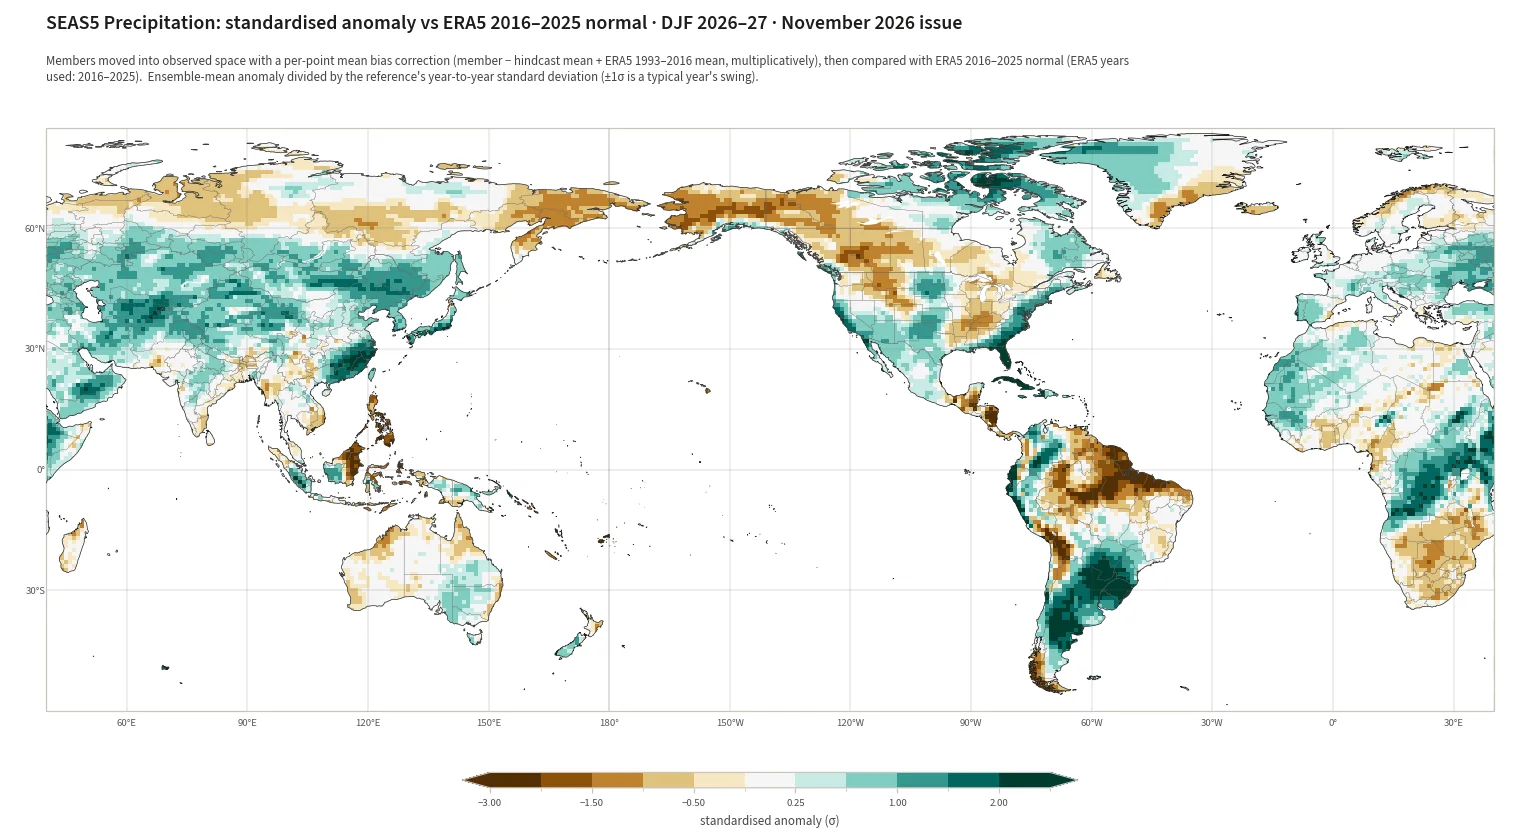 SEAS5 Precipitation: standardised anomaly vs ERA5 2016–2025 normal · DJF 2026–27 · November 2026 issue
Members moved into observed space with a per-point mean bias correction (member − hindcast mean + ERA5 1993–2016 mean, multiplicatively), then compared with ERA5 2016–2025 normal (ERA5 years
used: 2016–2025). Ensemble-mean anomaly divided by the reference's year-to-year standard deviation (±1σ is a typical year's swing).
60°N
30°N
0°
30°S
60°E 90°E 120°E 150°E 180° 150°W 120°W 90°W 60°W 30°W 0° 30°E
−3.00 −1.50 −0.50 0.25 1.00 2.00
standardised anomaly (σ)